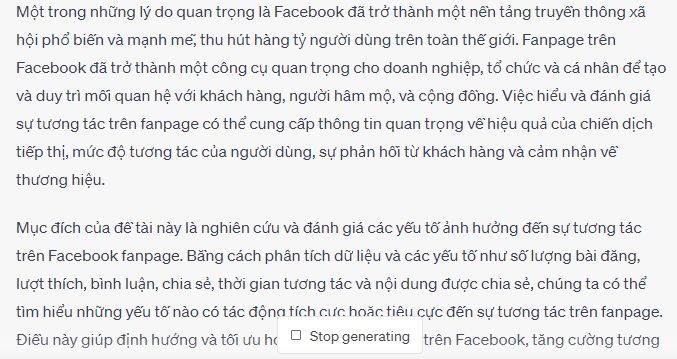 Một trong những lý do quan trọng là Facebook đã trở thành một nền tảng truyền thông xã
hội phổ biến và mạnh mẽ, thu hút hàng tỷ người dùng trên toàn thế giới. Fanpage trên
Facebook đã trở thành một công cụ quan trọng cho doanh nghiệp, tổ chức và cá nhân để tạo
và duy trì mối quan hệ với khách hàng, người hâm mộ, và cộng đồng. Việc hiểu và đánh giá
sự tương tác trên fanpage có thể cung cấp thông tin quan trọng về hiệu quả của chiến dịch
tiếp thị, mức độ tương tác của người dùng, sự phản hồi từ khách hàng và cảm nhận về
thương hiệu.
Mục đích của đề tài này là nghiên cứu và đánh giá các yếu tố ảnh hưởng đến sự tương tác
trên Facebook fanpage. Bằng cách phân tích dữ liệu và các yếu tố như số lượng bài đăng,
lượt thích, bình luận, chia sẻ, thời gian tương tác và nội dung được chia sẻ, chúng ta có thể
tìm hiểu những yếu tố nào có tác động tích cực hoặc tiêu cực đến sự tương tác trên fanpage.
Điều này giúp định hướng và tối ưu trên Facebook, tăng cường tương
Stop generating